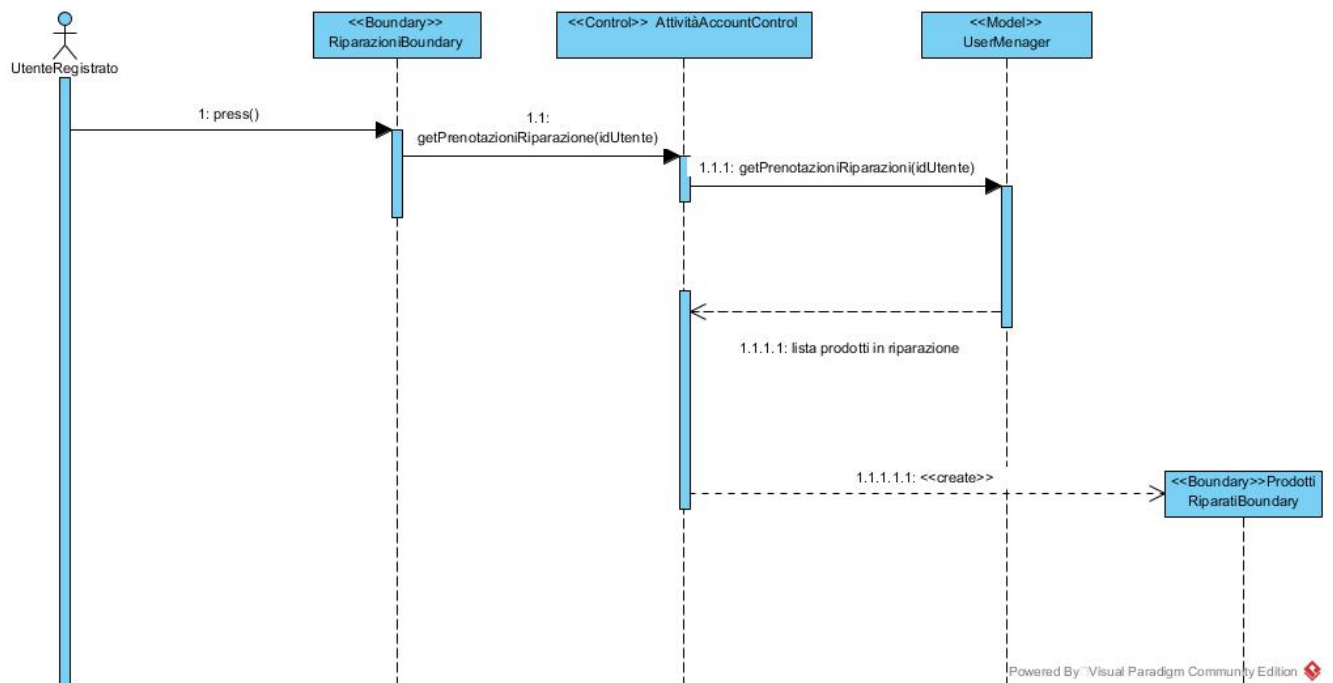 UtenteRegistrato
<<Boundary>>
RiparazioniBoundary
<<Control>> AttivitàAccountControl
<<Model>>
UserMenager
1: press()
1.1:
getPrenotazioniRiparazione(idUtente)
1.1.1: getPrenotazioniRiparazioni(idUtente)
1.1.1.1: lista prodotti in riparazione
1.1.1.1.1: <<create>>
<<Boundary>>Prodotti
RiparatiBoundary
Powered By Visual Paradigm Community Edition